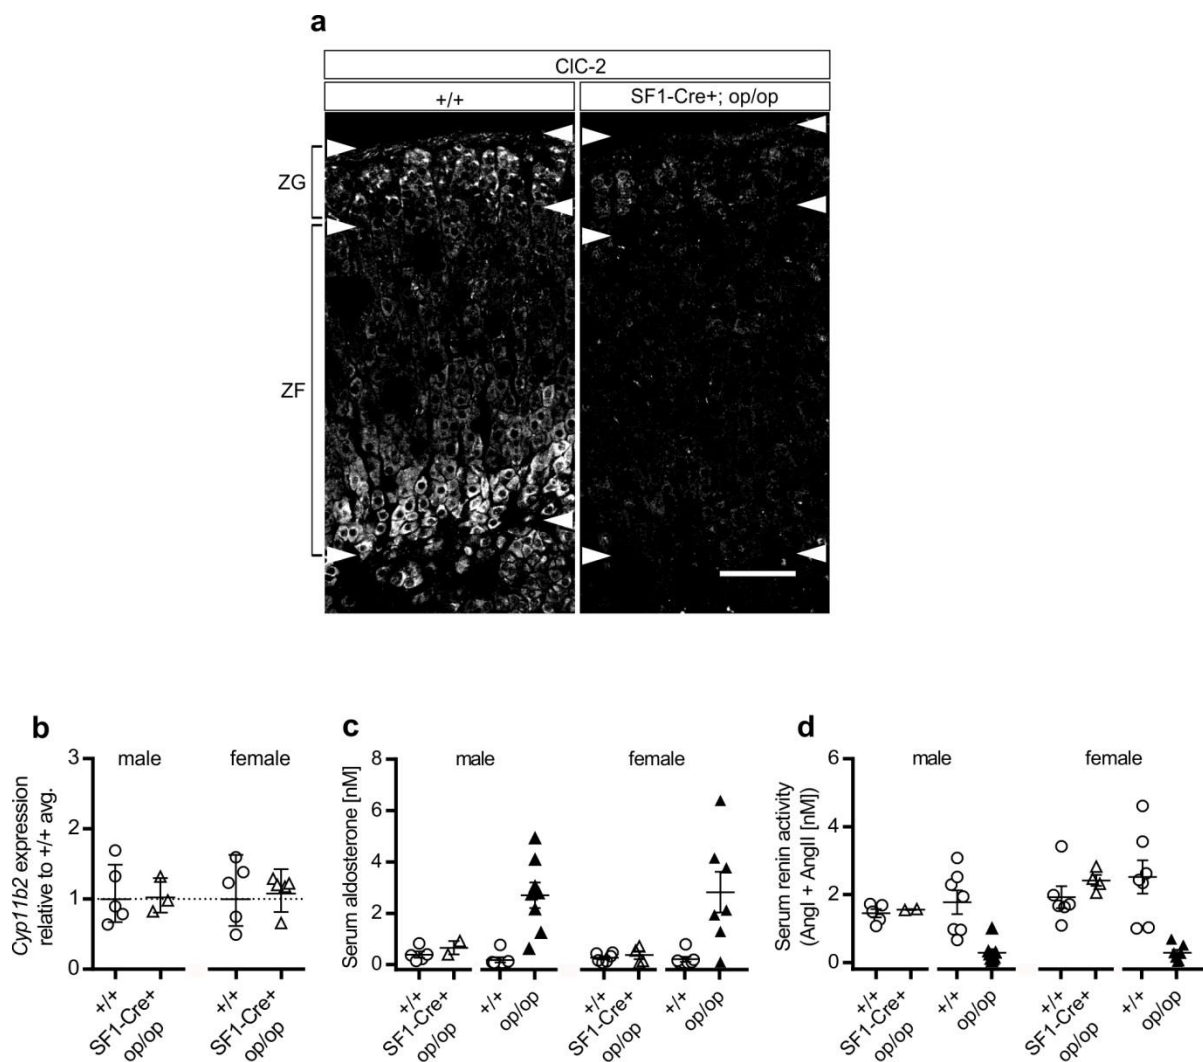 a
ClC-2
+/+
SF1-Cre+; op/op
ZG
ZF
b
c
d
Cyp11b2 expression
relative to +/+ avg.
3
2
1
0
male
female
+/+
SF1-Cre+
op/op
+/+
SF1-Cre+
op/op
Serum aldosterone [nM]
8
6
4
2
0
male
female
+/+
SF1-Cre+
op/op
+/+
op/op
+/+
SF1-Cre+
op/op
+/+
op/op
Serum renin activity
(AngI + AngII [nM])
6
4
2
0
male
female
+/+
SF1-Cre+
op/op
+/+
op/op
+/+
SF1-Cre+
op/op
+/+
op/op